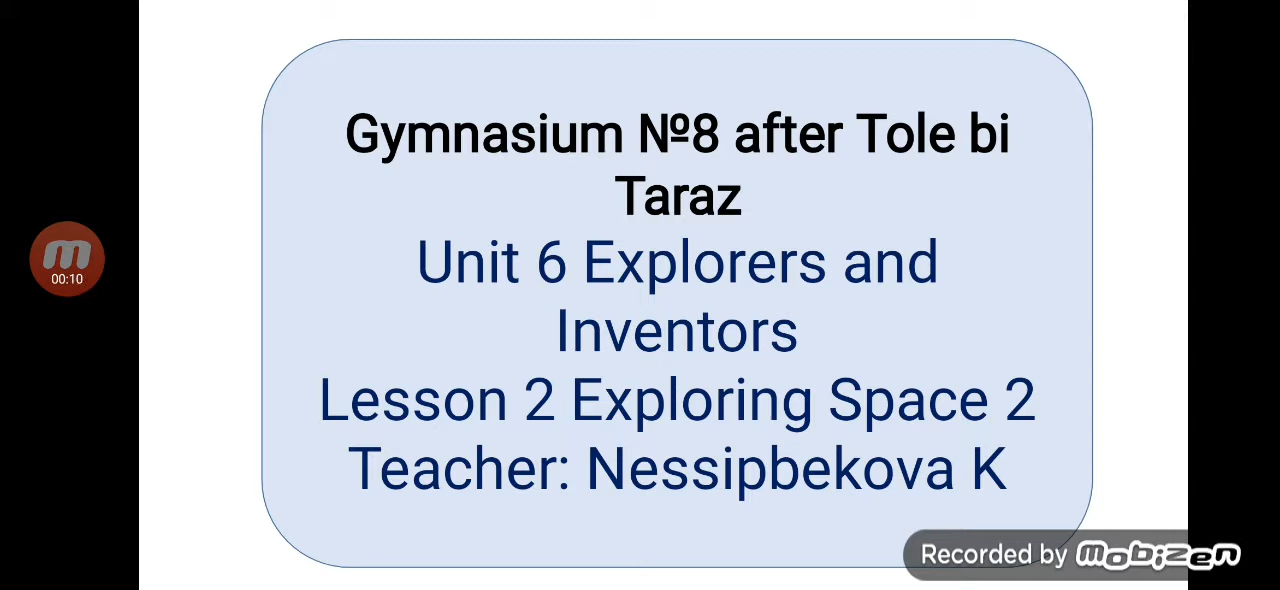 Gymnasium №8 after Tole bi
Taraz
Unit 6 Explorers and
Inventors
Lesson 2 Exploring Space 2
Teacher: Nessipbekova K
00:10
Recorded by mobizen